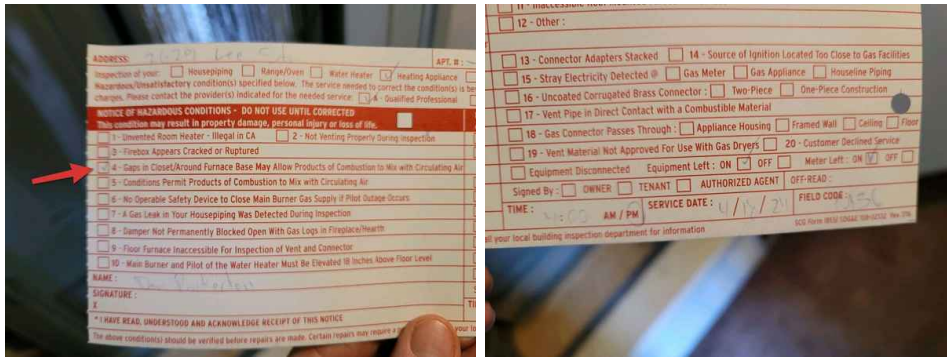 ADDRESS:
APT. # :
Inspection of your: Housepiping Range/Oven Water Heater Heating Appliance
Hazardous/Unsatisfactory condition(s) specified below. The service needed to correct the condition(s) is be
charges. Please contact the provider(s) indicated for the needed service: - Qualified Professional
NOTICE OF HAZARDOUS CONDITIONS - DO NOT USE UNTIL CORRECTED
This condition may result in property damage, personal injury or loss of life.
1 - Unvented Room Heater - Illegal in CA 2 - Not Venting Properly During Inspection
3 - Firebox Appears Cracked or Ruptured
4 - Gaps in Closet/Around Furnace Base May Allow Products of Combustion to Mix with Circulating Air
5 - Conditions Permit Products of Combustion to Mix with Circulating Air
6 - No Operable Safety Device to Close Main Burner Gas Supply if Pilot Outage Occurs
7 - A Gas Leak in Your Housepiping Was Detected During Inspection
8 - Damper Not Permanently Blocked Open With Gas Logs in Fireplace/Hearth
9 - Floor Furnace Inaccessible For Inspection of Vent and Connector
10 - Main Burner and Pilot of the Water Heater Must Be Elevated 18 Inches Above Floor Level
NAME :
SIGNATURE :
X
* I HAVE READ, UNDERSTOOD AND ACKNOWLEDGE RECEIPT OF THIS NOTICE
The above condition(s) should be verified before repairs are made. Certain repairs may require a
12 - Other :
13 - Connector Adapters Stacked 14 - Source of Ignition Located Too Close to Gas Facilities
15 - Stray Electricity Detected @ Gas Meter Gas Appliance Houseline Piping
16 - Uncoated Corrugated Brass Connector : Two-Piece One-Piece Construction
17 - Vent Pipe in Direct Contact with a Combustible Material
18 - Gas Connector Passes Through : Appliance Housing Framed Wall Ceiling Floor
19 - Vent Material Not Approved For Use With Gas Dryers 20 - Customer Declined Service
Equipment Disconnected Equipment Left : ON OFF Meter Left : ON OFF
Signed By : OWNER TENANT AUTHORIZED AGENT OFF-READ :
TIME : AM / PM SERVICE DATE : FIELD CODE
all your local building inspection department for information